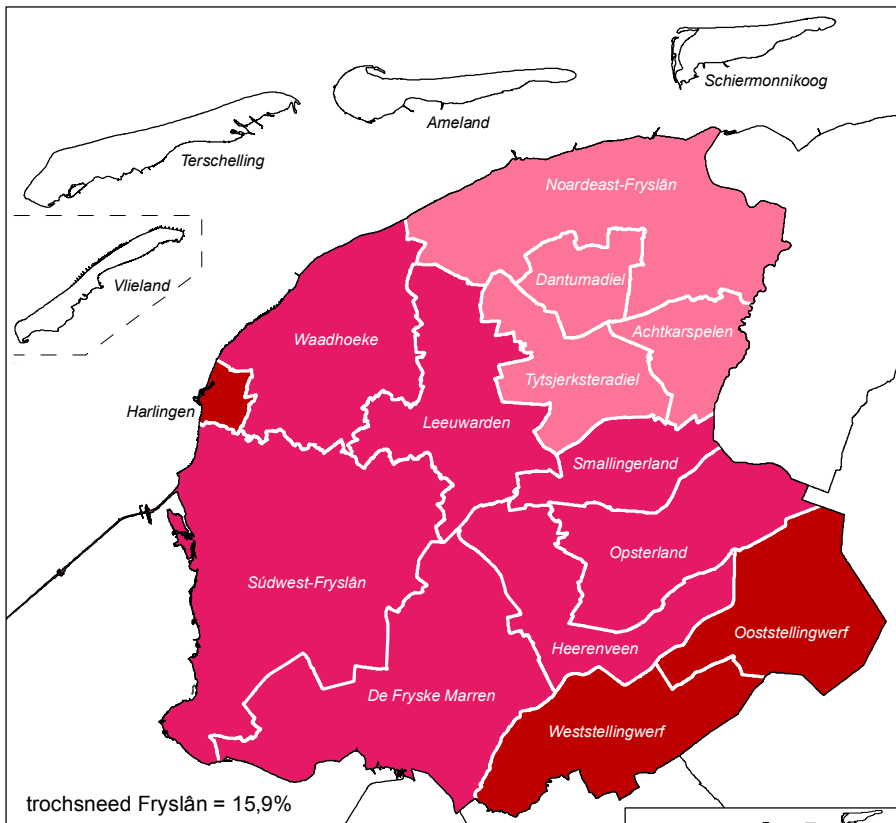 Schiermonnikoog
Ameland
Terschelling
Noardeast-Fryslân
Vlieland
Dantumadiel
Waadhoeke
Achtkarspelen
Tytsjerksteradiel
Harlingen
Leeuwarden
Smallingerland
Opsterland
Súdwest-Fryslân
Ooststellingwerf
Heerenveen
De Fryske Marren
Weststellingwerf
trochsneed Fryslân = 15,9%